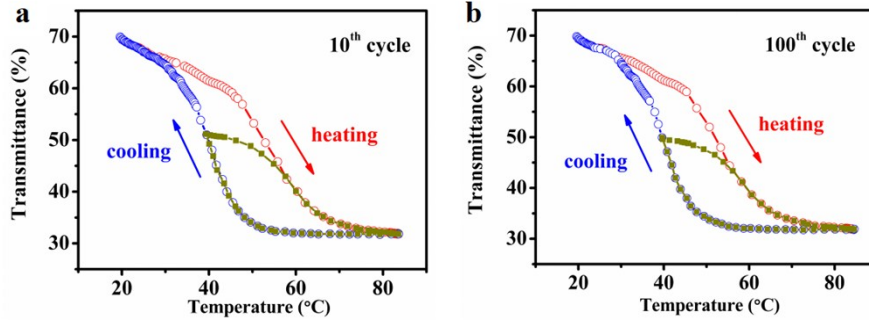 a
10th cycle
heating
cooling
Transmittance (%)
70
60
50
40
30
20 40 60 80
Temperature (°C)
b
100th cycle
heating
cooling
Transmittance (%)
70
60
50
40
30
20 40 60 80
Temperature (°C)